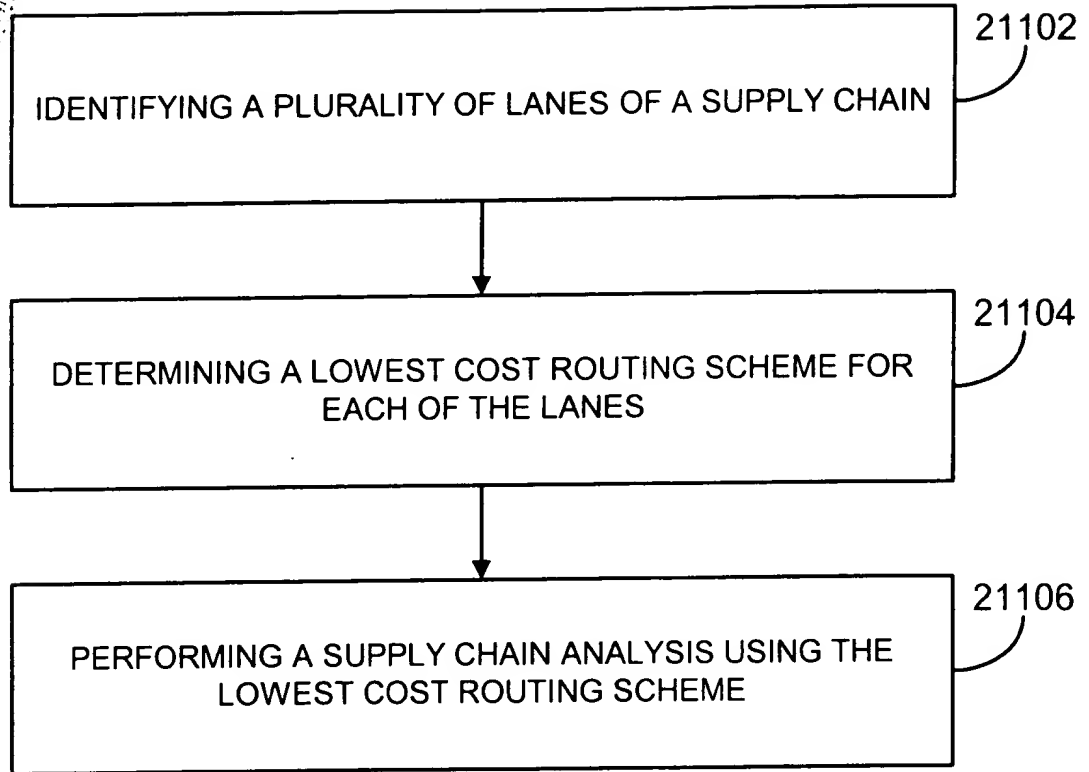 21102
IDENTIFYING A PLURALITY OF LANES OF A SUPPLY CHAIN
21104
DETERMINING A LOWEST COST ROUTING SCHEME FOR
EACH OF THE LANES
21106
PERFORMING A SUPPLY CHAIN ANALYSIS USING THE
LOWEST COST ROUTING SCHEME